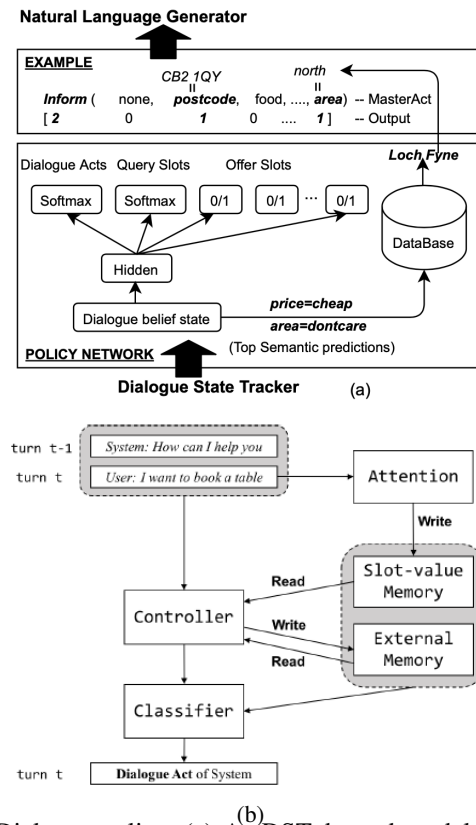 Natural Language Generator
EXAMPLE
CB2 1QY north
Inform ( none, postcode, food, ...., area) -- MasterAct
[ 2 0 1 0 .... 1 ] -- Output
Loch Fyne
Dialogue Acts Query Slots Offer Slots
Softmax Softmax 0/1 0/1 ... 0/1
DataBase
Hidden
price=cheap
Dialogue belief state
area=dontcare
POLICY NETWORK (Top Semantic predictions)
Dialogue State Tracker (a)
turn t-1 System: How can I help you
turn t User: I want to book a table
Attention
Write
Slot-value
Memory
Read
Controller
Write
External
Memory
Read
Classifier
turn t Dialogue Act of System
(b)